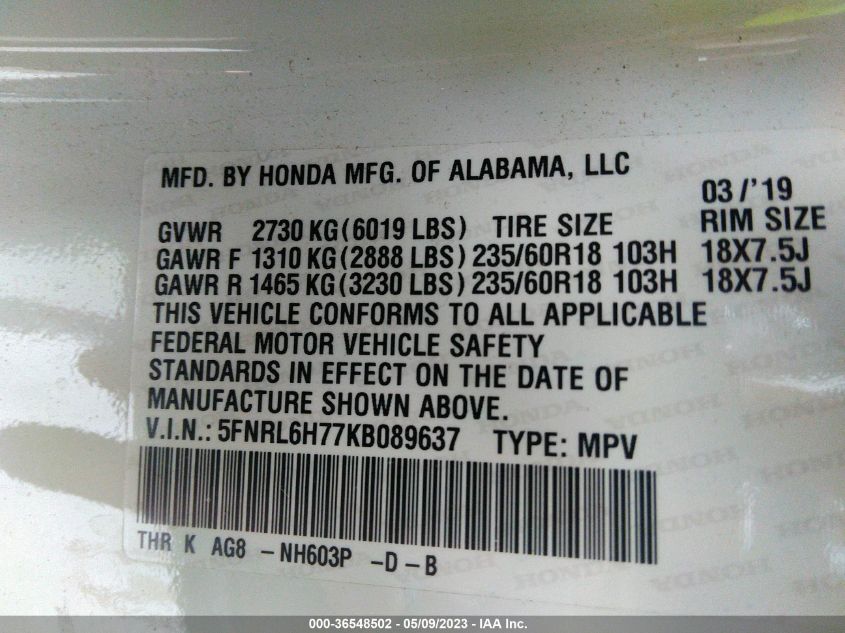 MFD. BY HONDA MFG. OF ALABAMA, LLC
03/'19
GVWR 2730 KG(6019 LBS) TIRE SIZE RIM SIZE
GAWR F 1310 KG(2888 LBS) 235/60R18 103H 18X7.5J
GAWR R 1465 KG(3230 LBS) 235/60R18 103H 18X7.5J
THIS VEHICLE CONFORMS TO ALL APPLICABLE
FEDERAL MOTOR VEHICLE SAFETY
STANDARDS IN EFFECT ON THE DATE OF
MANUFACTURE SHOWN ABOVE.
V.I.N.: 5FNRL6H77KB089637 TYPE: MPV
THR K AG8 -NH603P -D-B
000-36548502 - 05/09/2023 - IAA Inc.